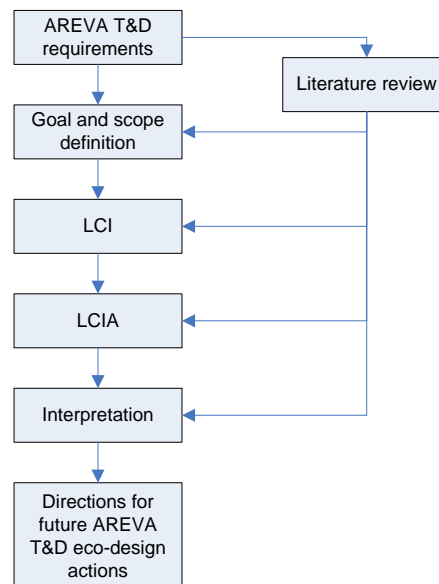 AREVA T&D
requirements
Literature review
Goal and scope
definition
LCI
LCIA
Interpretation
Directions for
future AREVA
T&D eco-design
actions